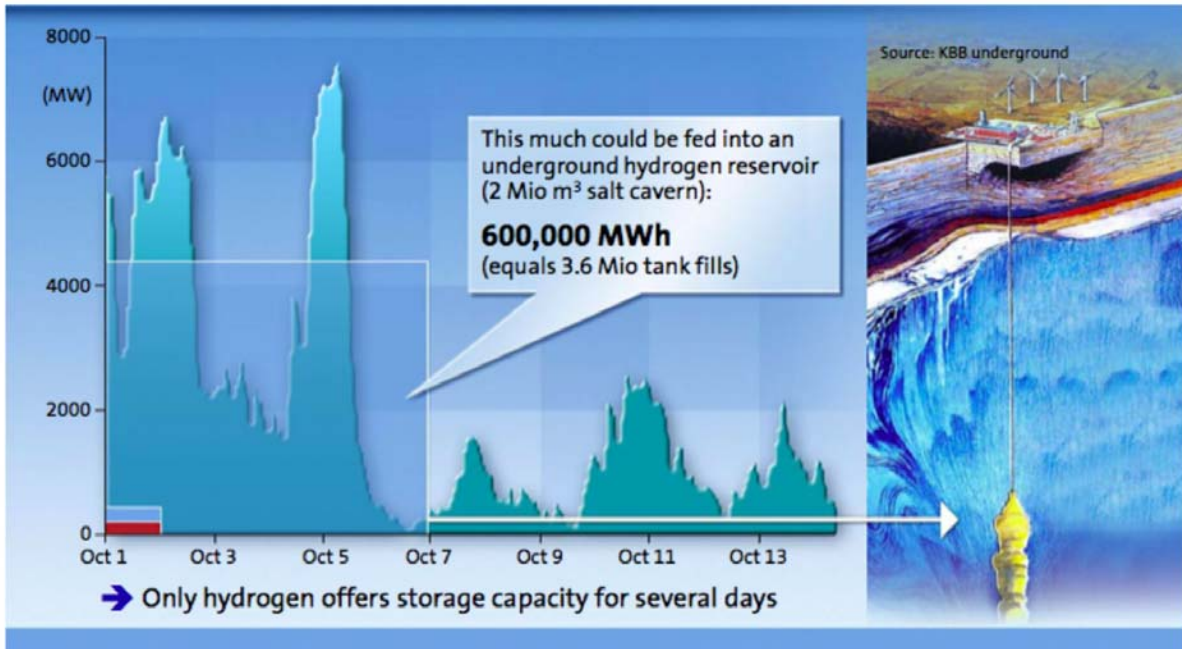 8000
(MW)
6000
4000
2000
0
Oct 1
Oct 3
Oct 5
Oct 7
Oct 9
Oct 11
Oct 13
This much could be fed into an
underground hydrogen reservoir
(2 Mio m³ salt cavern):
600,000 MWh
(equals 3.6 Mio tank fills)
Source: KBB underground
Only hydrogen offers storage capacity for several days